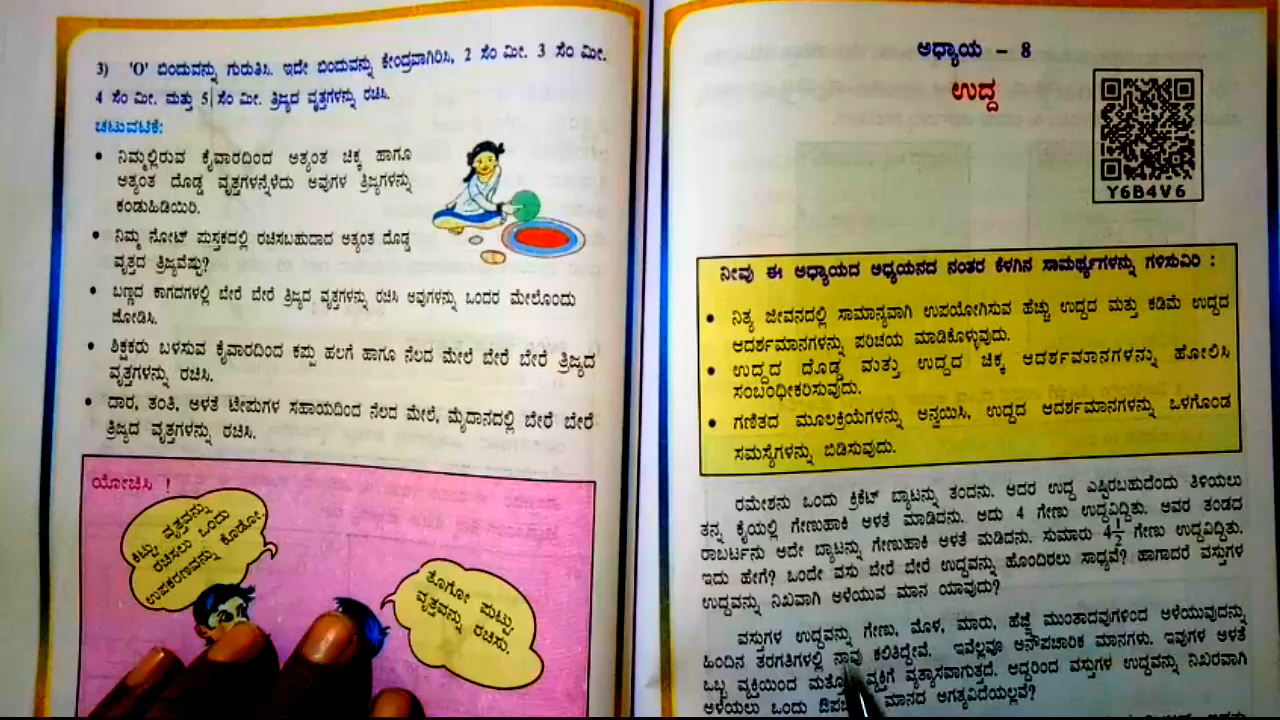 3) 'O' ಬಿಂದುವನ್ನು ಗುರುತಿಸಿ. ಇದೇ ಬಿಂದುವನ್ನು ಕೇಂದ್ರವಾಗಿರಿಸಿ, 2 ಸೆಂ ಮೀ. 3 ಸೆಂ ಮೀ.
4 ಸೆಂ ಮೀ. ಮತ್ತು 5 ಸೆಂ ಮೀ. ತ್ರಿಜ್ಯದ ವೃತ್ತಗಳನ್ನು ರಚಿಸಿ.
ಚಟುವಟಿಕೆ:
• ನಿಮ್ಮಲ್ಲಿರುವ ಕೈವಾರದಿಂದ ಅತ್ಯಂತ ಚಿಕ್ಕ ಹಾಗೂ
ಅತ್ಯಂತ ದೊಡ್ಡ ವೃತ್ತಗಳನ್ನೆಳೆದು ಅವುಗಳ ತ್ರಿಜ್ಯಗಳನ್ನು
ಕಂಡುಹಿಡಿಯಿರಿ.
• ನಿಮ್ಮ ನೋಟ್ ಪುಸ್ತಕದಲ್ಲಿ ರಚಿಸಬಹುದಾದ ಅತ್ಯಂತ ದೊಡ್ಡ
ವೃತ್ತದ ತ್ರಿಜ್ಯವೆಷ್ಟು?
• ಬಣ್ಣದ ಕಾಗದಗಳಲ್ಲಿ ಬೇರೆ ಬೇರೆ ತ್ರಿಜ್ಯದ ವೃತ್ತಗಳನ್ನು ರಚಿಸಿ ಅವುಗಳನ್ನು ಒಂದರ ಮೇಲೊಂದು
ಜೋಡಿಸಿ.
• ಶಿಕ್ಷಕರು ಬಳಸುವ ಕೈವಾರದಿಂದ ಕಪ್ಪು ಹಲಗೆ ಹಾಗೂ ನೆಲದ ಮೇಲೆ ಬೇರೆ ಬೇರೆ ತ್ರಿಜ್ಯದ
ವೃತ್ತಗಳನ್ನು ರಚಿಸಿ.
• ದಾರ, ತಂತಿ, ಅಳತೆ ಟೇಪುಗಳ ಸಹಾಯದಿಂದ ನೆಲದ ಮೇಲೆ, ಮೈದಾನದಲ್ಲಿ ಬೇರೆ ಬೇರೆ
ತ್ರಿಜ್ಯದ ವೃತ್ತಗಳನ್ನು ರಚಿಸಿ.
ಯೋಚಿಸಿ !
ಕಿಟ್ಟು ವೃತ್ತವನ್ನು
ರಚಿಸಲು ಒಂದು
ಉಪಕರಣವನ್ನು ಕೊಡೋ.
ತೊಗೋ ಪುಟ್ಟು
ವೃತ್ತವನ್ನು ರಚಿಸು.
ಅಧ್ಯಾಯ – 8
ಉದ್ದ
Y6B4V6
ನೀವು ಈ ಅಧ್ಯಾಯದ ಅಧ್ಯಯನದ ನಂತರ ಕೆಳಗಿನ ಸಾಮರ್ಥ್ಯಗಳನ್ನು ಗಳಿಸುವಿರಿ :
• ನಿತ್ಯ ಜೀವನದಲ್ಲಿ ಸಾಮಾನ್ಯವಾಗಿ ಉಪಯೋಗಿಸುವ ಹೆಚ್ಚು ಉದ್ದದ ಮತ್ತು ಕಡಿಮೆ ಉದ್ದದ
ಆದರ್ಶಮಾನಗಳನ್ನು ಪರಿಚಯ ಮಾಡಿಕೊಳ್ಳುವುದು.
• ಉದ್ದದ ದೊಡ್ಡ ಮತ್ತು ಉದ್ದದ ಚಿಕ್ಕ ಆದರ್ಶಮಾನಗಳನ್ನು ಹೋಲಿಸಿ
ಸಂಬಂಧೀಕರಿಸುವುದು.
• ಗಣಿತದ ಮೂಲಕ್ರಿಯೆಗಳನ್ನು ಅನ್ವಯಿಸಿ, ಉದ್ದದ ಆದರ್ಶಮಾನಗಳನ್ನು ಒಳಗೊಂಡ
ಸಮಸ್ಯೆಗಳನ್ನು ಬಿಡಿಸುವುದು.
ರಮೇಶನು ಒಂದು ಕ್ರಿಕೆಟ್ ಬ್ಯಾಟನ್ನು ತಂದನು. ಅದರ ಉದ್ದ ಎಷ್ಟಿರಬಹುದೆಂದು ತಿಳಿಯಲು
ತನ್ನ ಕೈಯಲ್ಲಿ ಗೇಣುಹಾಕಿ ಅಳತೆ ಮಾಡಿದನು. ಅದು 4 ಗೇಣು ಉದ್ದವಿದ್ದಿತು. ಅವರ ತಂಡದ
ರಾಬರ್ಟನು ಅದೇ ಬ್ಯಾಟನ್ನು ಗೇಣುಹಾಕಿ ಅಳತೆ ಮಡಿದನು. ಸುಮಾರು 4½ ಗೇಣು ಉದ್ದವಿದ್ದಿತು.
ಇದು ಹೇಗೆ? ಒಂದೇ ವಸು ಬೇರೆ ಬೇರೆ ಉದ್ದವನ್ನು ಹೊಂದಿರಲು ಸಾಧ್ಯವೆ? ಹಾಗಾದರೆ ವಸ್ತುಗಳ
ಉದ್ದವನ್ನು ನಿಖವಾಗಿ ಅಳೆಯುವ ಮಾನ ಯಾವುದು?
ವಸ್ತುಗಳ ಉದ್ದವನ್ನು ಗೇಣು, ಮೊಳ, ಮಾರು, ಹೆಜ್ಜೆ ಮುಂತಾದವುಗಳಿಂದ ಅಳೆಯುವುದನ್ನು
ಹಿಂದಿನ ತರಗತಿಗಳಲ್ಲಿ ನಾವು ಕಲಿತಿದ್ದೇವೆ. ಇವೆಲ್ಲವೂ ಅನೌಪಚಾರಿಕ ಮಾನಗಳು. ಇವುಗಳ ಅಳತೆ
ಒಬ್ಬ ವ್ಯಕ್ತಿಯಿಂದ ವ್ಯಕ್ತಿಗೆ ವ್ಯತ್ಯಾಸವಾಗುತ್ತದೆ. ಆದ್ದರಿಂದ ವಸ್ತುಗಳ ಉದ್ದವನ್ನು ನಿಖರವಾಗಿ
ಅಳೆಯಲು ಒಂದು ಮಾನದ ಅಗತ್ಯವಿದೆಯಲ್ಲವೆ?